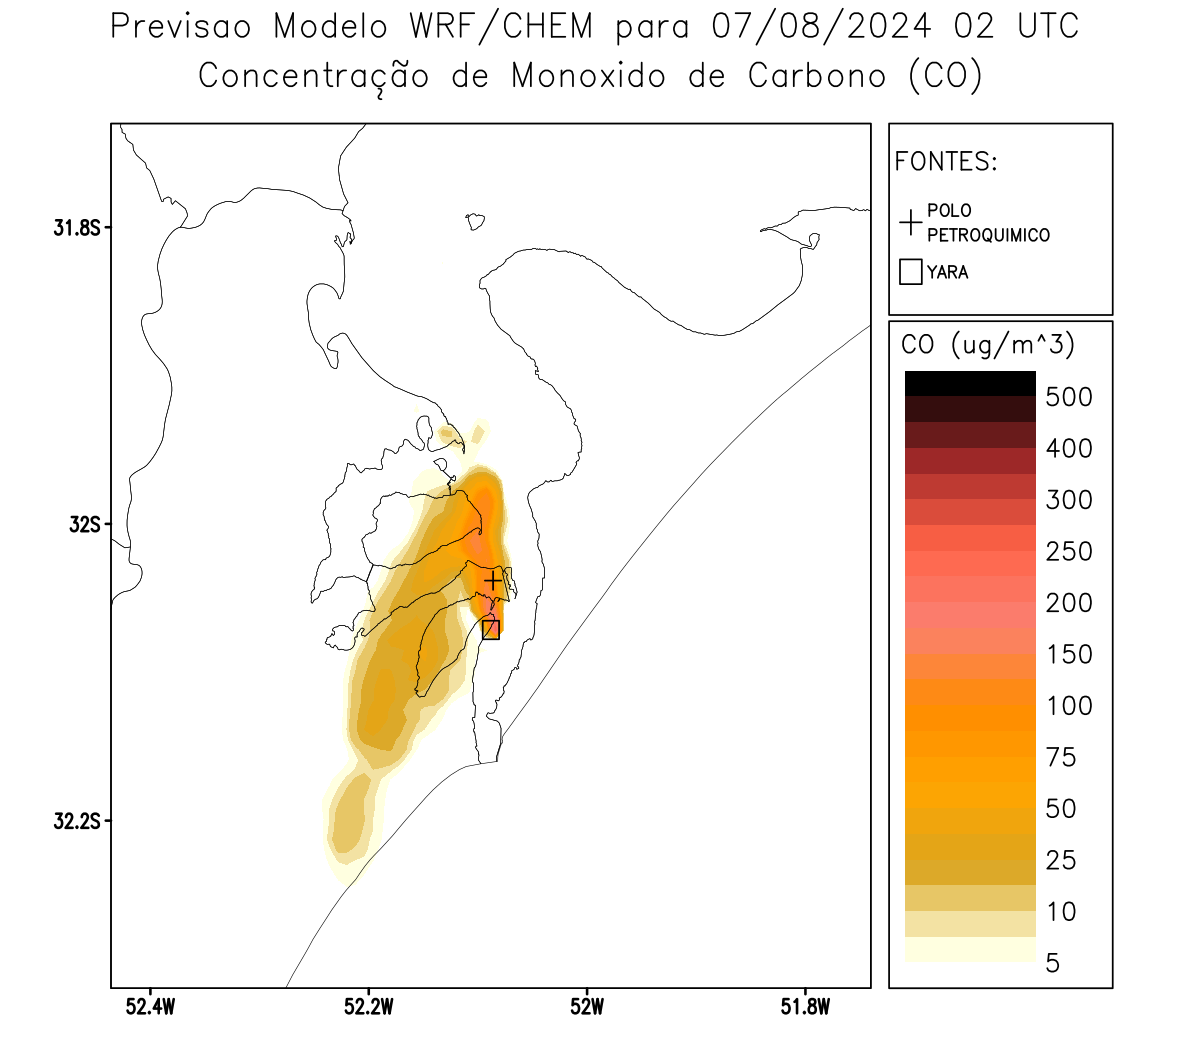 Previsao Modelo WRF/CHEM para 07/08/2024 02 UTC
Concentração de Monoxido de Carbono (CO)
FONTES:
POLO
PETROQUIMICO
YARA
31.8S
32S
32.2S
52.4W
52.2W
52W
51.8W
CO (ug/m^3)
500
400
300
250
200
150
100
75
50
25
10
5